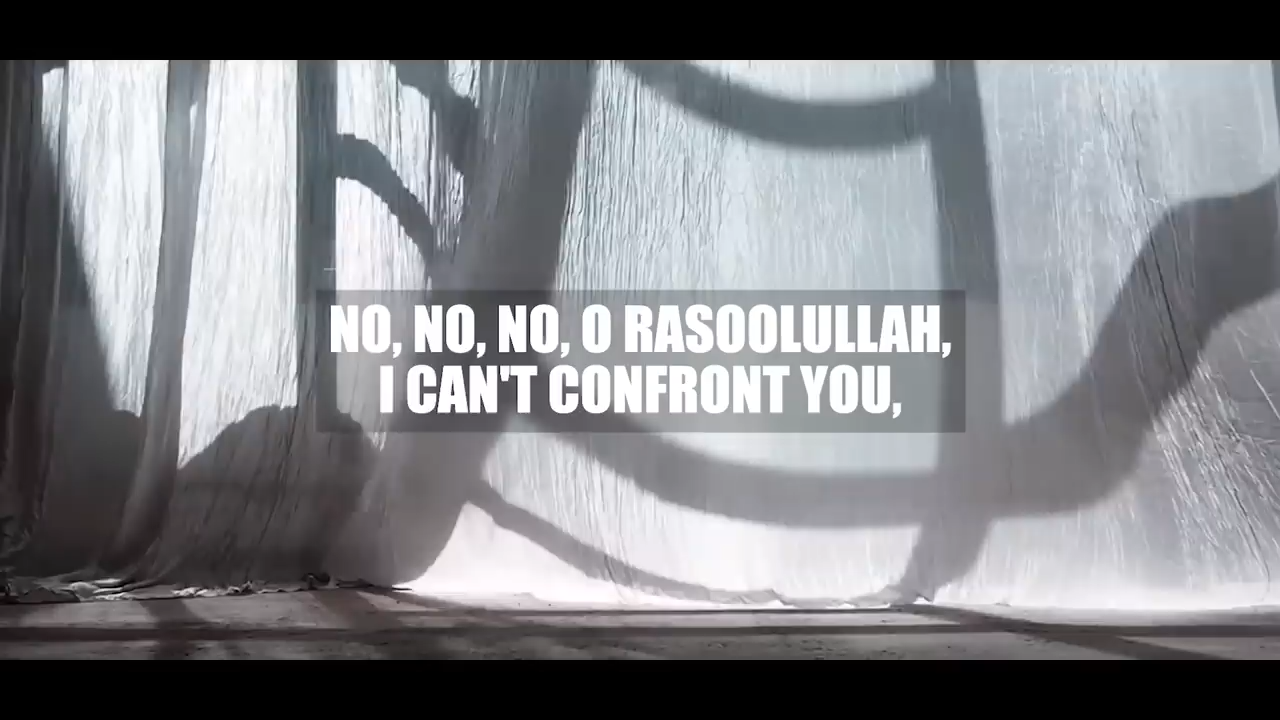 NO, NO, NO, O RASOOLULLAH,
I CAN'T CONFRONT YOU,